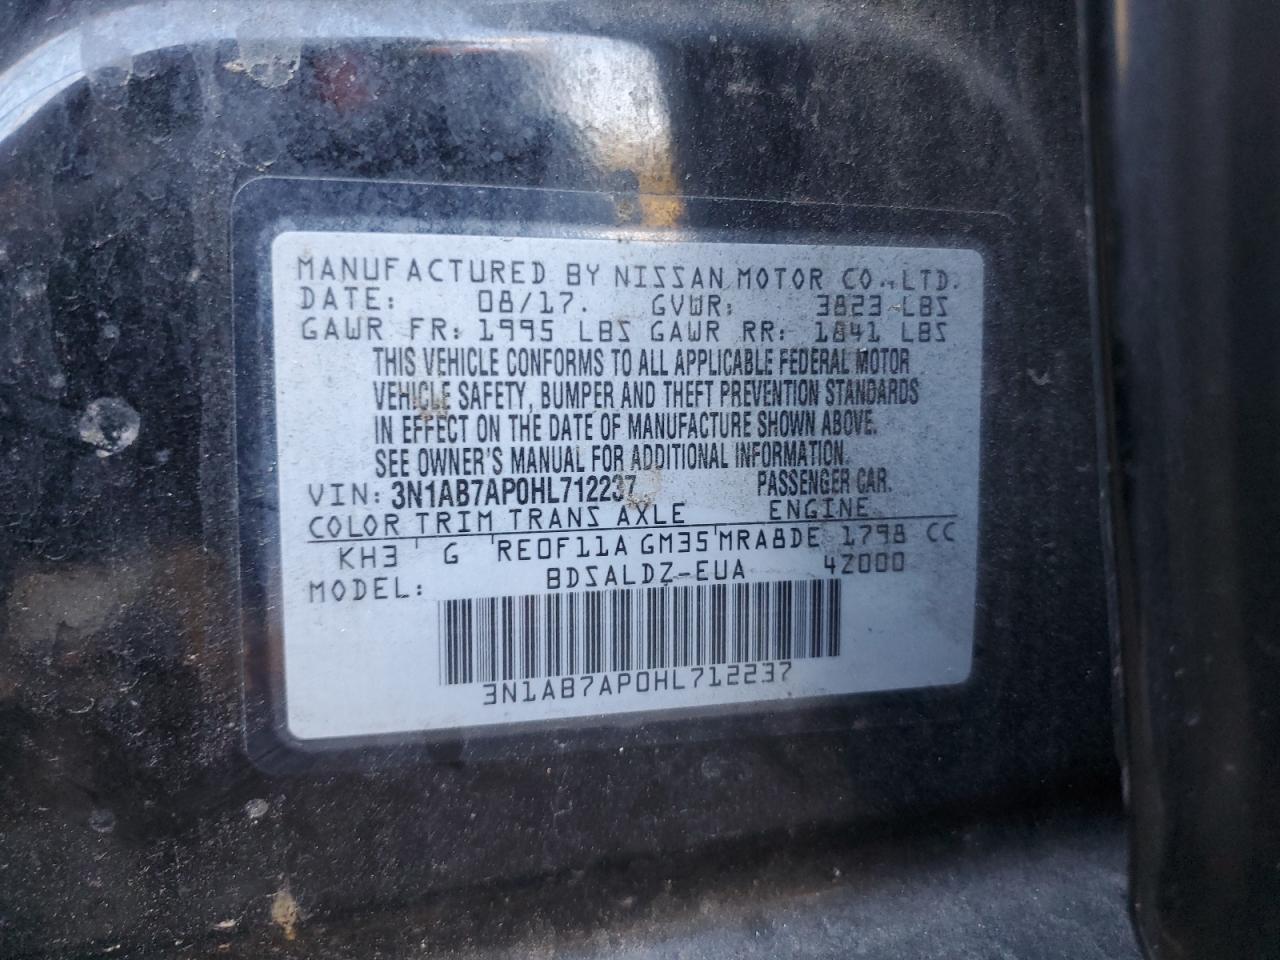 MANUFACTURED BY NISSAN MOTOR CO., LTD.
DATE: 08/17. GVWR: 3823 LBS
GAWR FR: 1995 LBS GAWR RR: 1841 LBS
THIS VEHICLE CONFORMS TO ALL APPLICABLE FEDERAL MOTOR
VEHICLE SAFETY, BUMPER AND THEFT PREVENTION STANDARDS
IN EFFECT ON THE DATE OF MANUFACTURE SHOWN ABOVE.
SEE OWNER'S MANUAL FOR ADDITIONAL INFORMATION.
VIN: 3N1AB7AP0HL712237 PASSENGER CAR.
COLOR TRIM TRANS AXLE ENGINE
KH3 G RE0F11A GM35 MRA8DE 1798 CC
MODEL: BDSALDZ-EUA 4Z000
3N1AB7AP0HL712237